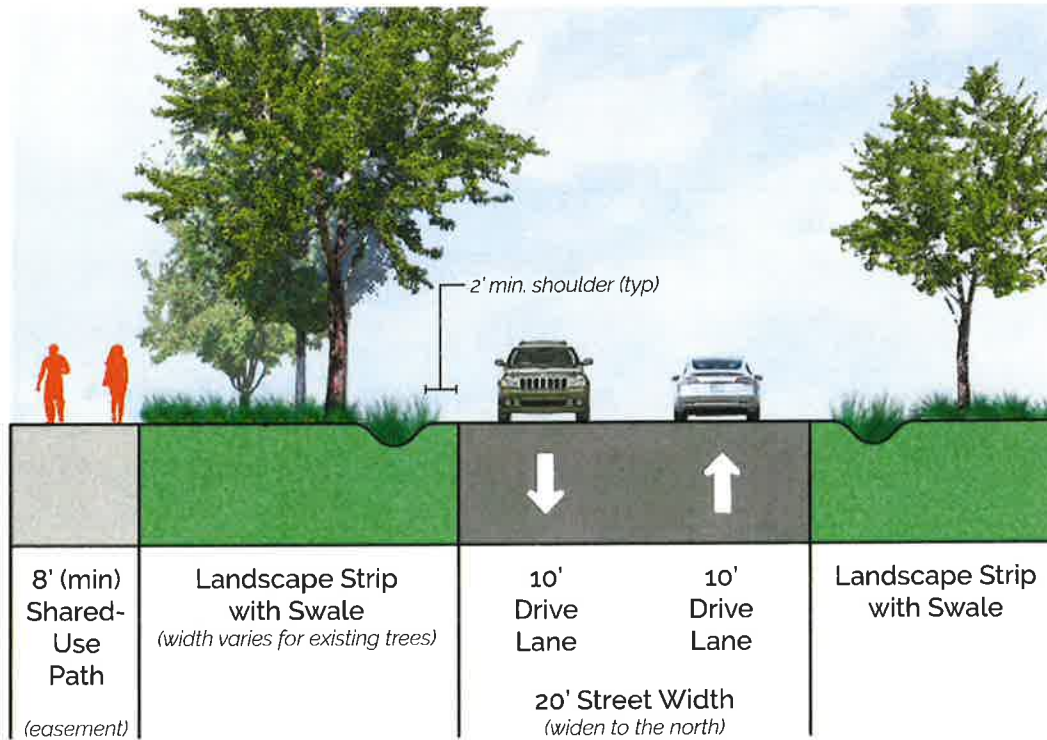 2' min. shoulder (typ)
8' (min)
Shared-
Use
Path
(easement)
Landscape Strip
with Swale
(width varies for existing trees)
10'
Drive
Lane
10'
Drive
Lane
20' Street Width
(widen to the north)
Landscape Strip
with Swale